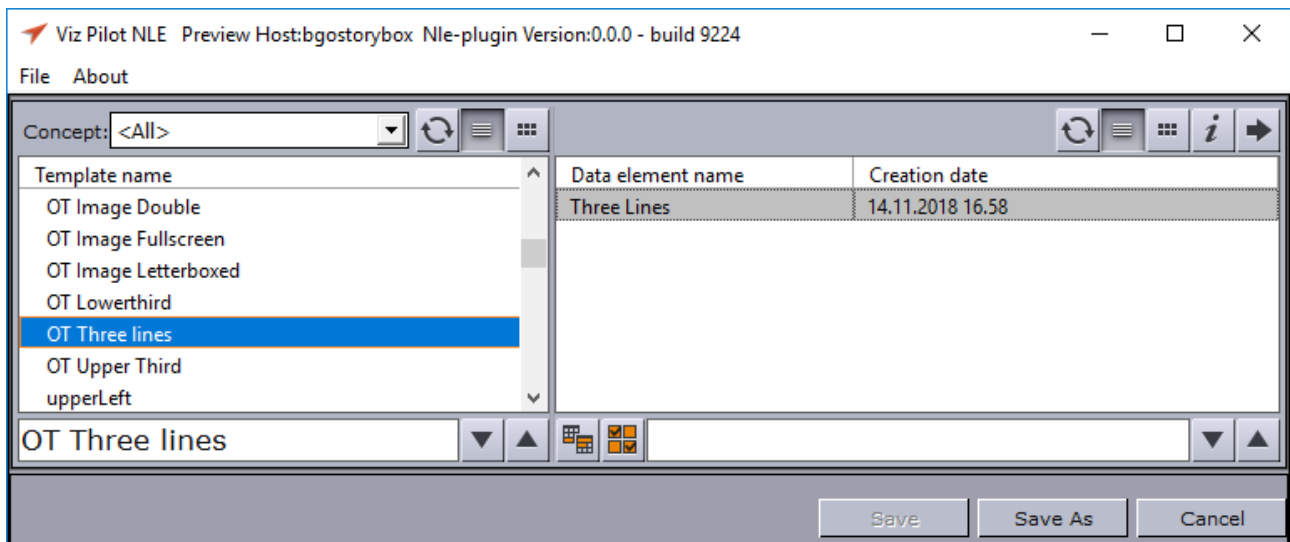 Viz Pilot NLE Preview Host:bgostorybox Nle-plugin Version:0.0.0 - build 9224
File About
Concept: <All>
Template name
OT Image Double
OT Image Fullscreen
OT Image Letterboxed
OT Lowerthird
OT Three lines
OT Upper Third
upperLeft
OT Three lines
i
Data element name Creation date
Three Lines 14.11.2018 16.58
Save Save As Cancel